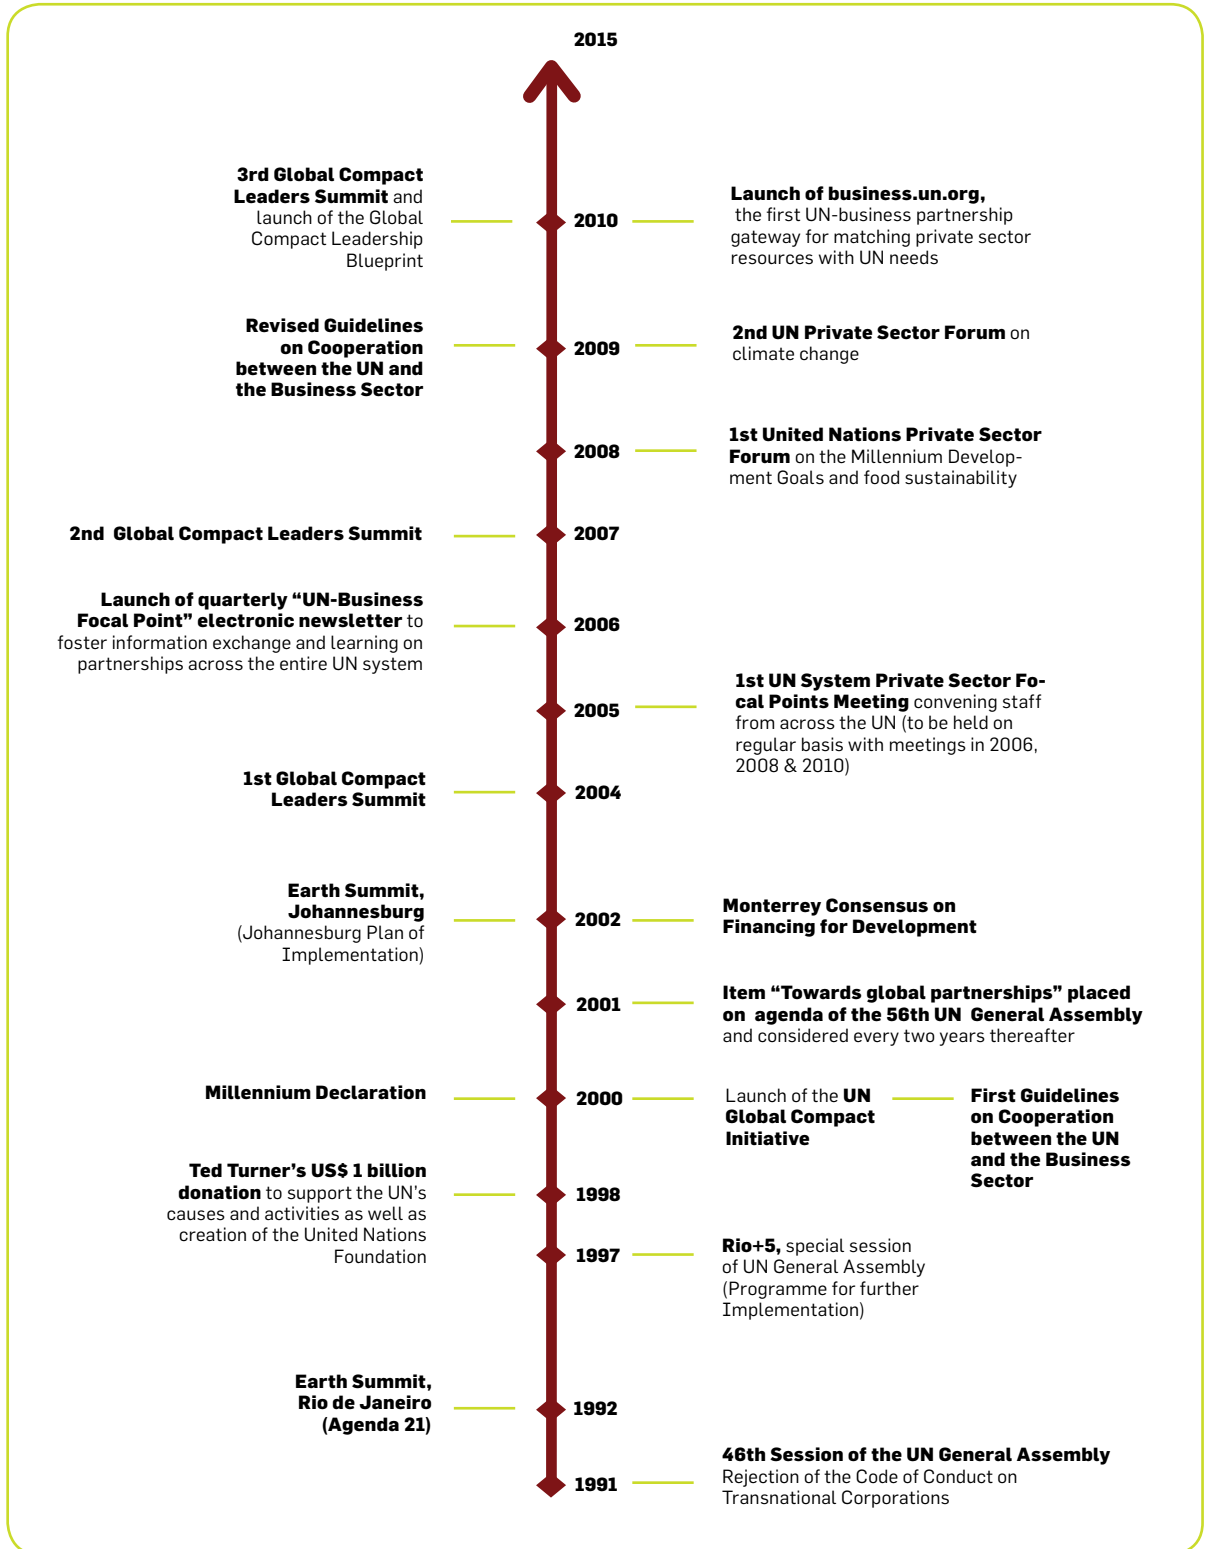 2015
3rd Global Compact
Leaders Summit and
launch of the Global
Compact Leadership
Blueprint
2010
Launch of business.un.org,
the first UN-business partnership
gateway for matching private sector
resources with UN needs
Revised Guidelines
on Cooperation
between the UN and
the Business Sector
2009
2nd UN Private Sector Forum on
climate change
2008
1st United Nations Private Sector
Forum on the Millennium Develop-
ment Goals and food sustainability
2nd Global Compact Leaders Summit
2007
Launch of quarterly “UN-Business
Focal Point” electronic newsletter to
foster information exchange and learning on
partnerships across the entire UN system
2006
2005
1st UN System Private Sector Fo-
cal Points Meeting convening staff
from across the UN (to be held on
regular basis with meetings in 2006,
2008 & 2010)
1st Global Compact
Leaders Summit
2004
Earth Summit,
Johannesburg
(Johannesburg Plan of
Implementation)
2002
Monterrey Consensus on
Financing for Development
2001
Item “Towards global partnerships” placed
on agenda of the 56th UN General Assembly
and considered every two years thereafter
Millennium Declaration
2000
Launch of the UN
Global Compact
Initiative
First Guidelines
on Cooperation
between the UN
and the Business
Sector
Ted Turner’s US$ 1 billion
donation to support the UN’s
causes and activities as well as
creation of the United Nations
Foundation
1998
1997
Rio+5, special session
of UN General Assembly
(Programme for further
Implementation)
Earth Summit,
Rio de Janeiro
(Agenda 21)
1992
1991
46th Session of the UN General Assembly
Rejection of the Code of Conduct on
Transnational Corporations